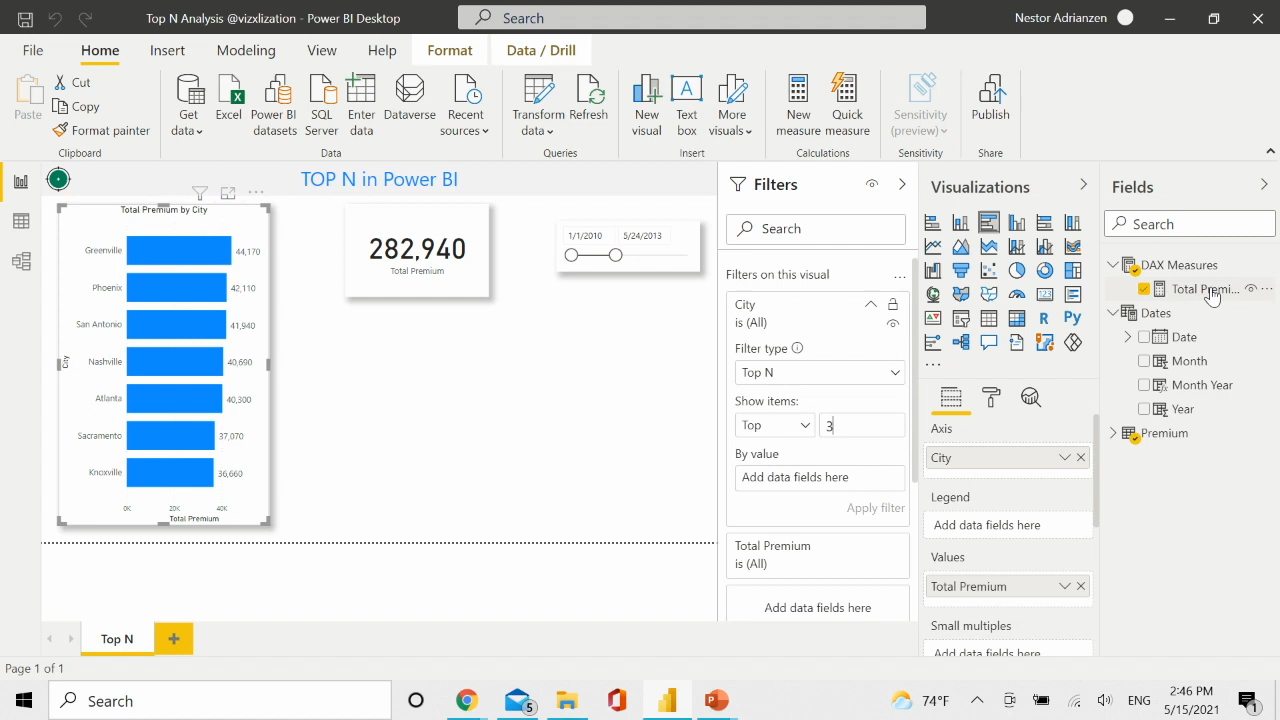 Top N Analysis @vizxlization - Power BI Desktop
Search
Nestor Adrianzen
File
Home
Insert
Modeling
View
Help
Format
Data / Drill
Paste
Cut
Copy
Format painter
Clipboard
Get data
Excel
Power BI datasets
SQL Server
Enter data
Dataverse
Recent sources
Data
Transform data
Refresh
Queries
New visual
Text box
More visuals
Insert
New measure
Quick measure
Calculations
Sensitivity (preview)
Sensitivity
Publish
Share
TOP N in Power BI
Total Premium by City
Greenville 44,170
Phoenix 42,110
San Antonio 41,940
Nashville 40,690
Atlanta 40,300
Sacramento 37,070
Knoxville 36,660
City
0K 20K 40K
Total Premium
282,940
Total Premium
1/1/2010 5/24/2013
Filters
Search
Filters on this visual
...
City
is (All)
Filter type
Top N
Show items:
Top
3
By value
Add data fields here
Apply filter
Total Premium
is (All)
Add data fields here
Visualizations
R
Py
...
Axis
City
Legend
Add data fields here
Values
Total Premium
Small multiples
Add data fields here
Fields
Search
DAX Measures
Total Premi...
Dates
Date
Month
Month Year
Year
Premium
Top N
Page 1 of 1
Search
5
74°F
ENG
2:46 PM
5/15/2021
1